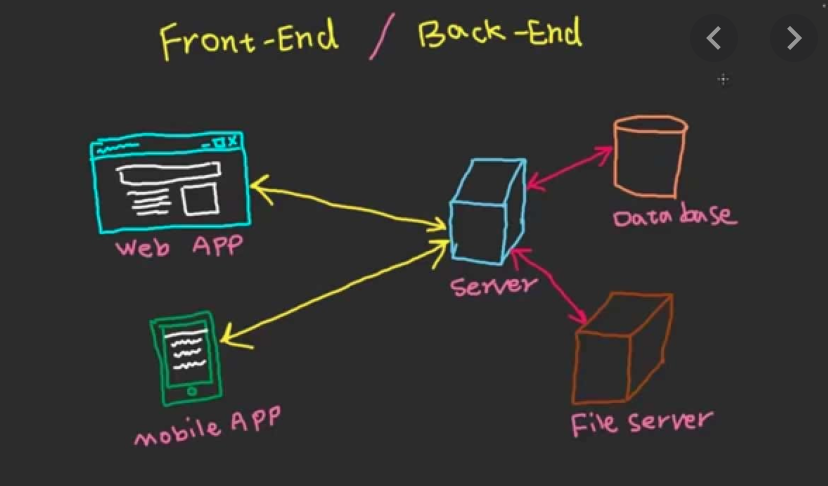 Front-End / Back-End
Web APP
Server
Database
mobile APP
File server